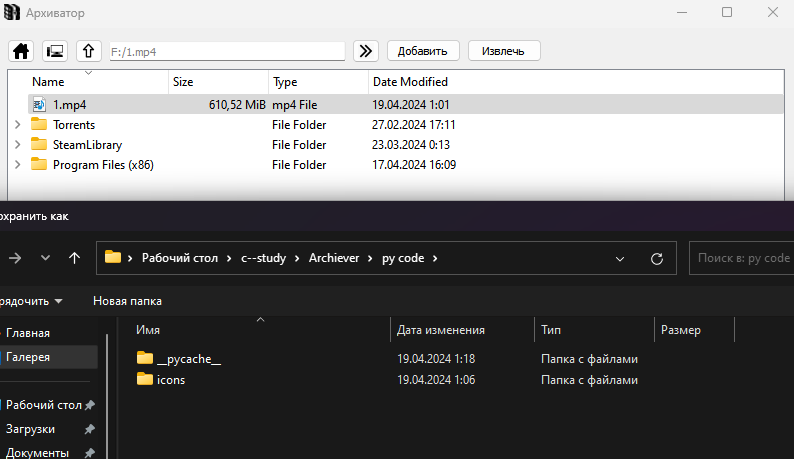 Архиватор
F:/1.mp4 Добавить Извлечь
Name Size Type Date Modified
1.mp4 610,52 MiB mp4 File 19.04.2024 1:01
Torrents File Folder 27.02.2024 17:11
SteamLibrary File Folder 23.03.2024 0:13
Program Files (x86) File Folder 17.04.2024 16:09
охранить как
Рабочий стол c--study Archiever py code Поиск в: py code
рядочить Новая папка
Имя Дата изменения Тип Размер
Главная
__pycache__ 19.04.2024 1:18 Папка с файлами
Галерея
icons 19.04.2024 1:06 Папка с файлами
Рабочий стол
Загрузки
Документы